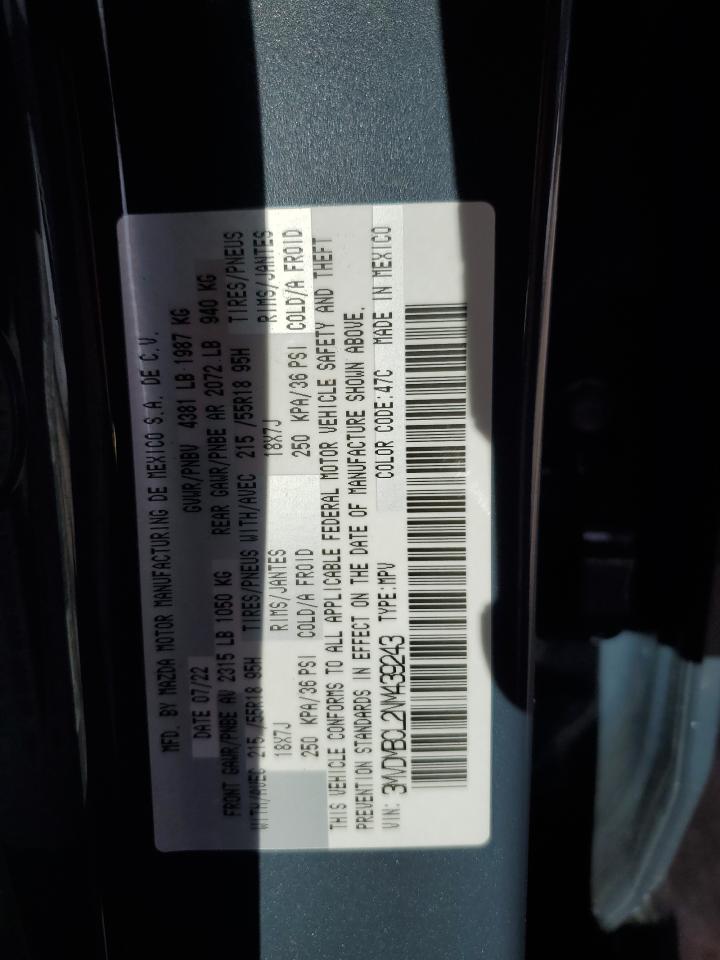 MFD. BY MAZDA MOTOR MANUFACTURING DE MEXICO S.A. DE C.V.
DATE 07/22 GVWR/PNBV 4381 LB 1987 KG
FRONT GAWR/PNBE AV 2315 LB 1050 KG REAR GAWR/PNBE AR 2072 LB 940 KG
WITH/AVEC 215 /55R18 95H TIRES/PNEUS WITH/AVEC 215 /55R18 95H TIRES/PNEUS
18X7J RIMS/JANTES 18X7J RIMS/JANTES
250 KPA/36 PSI COLD/A FROID 250 KPA/36 PSI COLD/A FROID
THIS VEHICLE CONFORMS TO ALL APPLICABLE FEDERAL MOTOR VEHICLE SAFETY AND THEFT
PREVENTION STANDARDS IN EFFECT ON THE DATE OF MANUFACTURE SHOWN ABOVE.
VIN: 3MVDMBCL2NM439243 TYPE:MPV COLOR CODE:47C MADE IN MEXICO